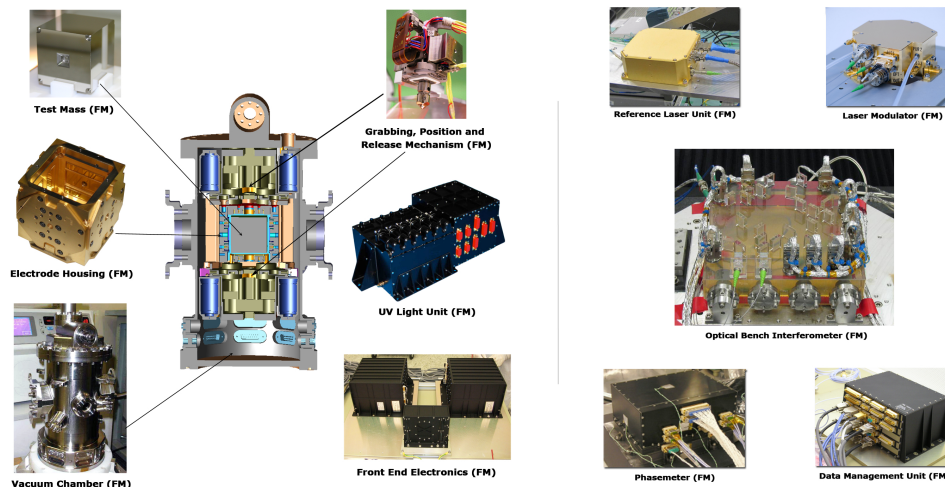 Test Mass (FM)
Grabbing, Position and
Release Mechanism (FM)
Reference Laser Unit (FM)
Laser Modulator (FM)
Electrode Housing (FM)
UV Light Unit (FM)
Optical Bench Interferometer (FM)
Vacuum Chamber (FM)
Front End Electronics (FM)
Phasemeter (FM)
Data Management Unit (FM)